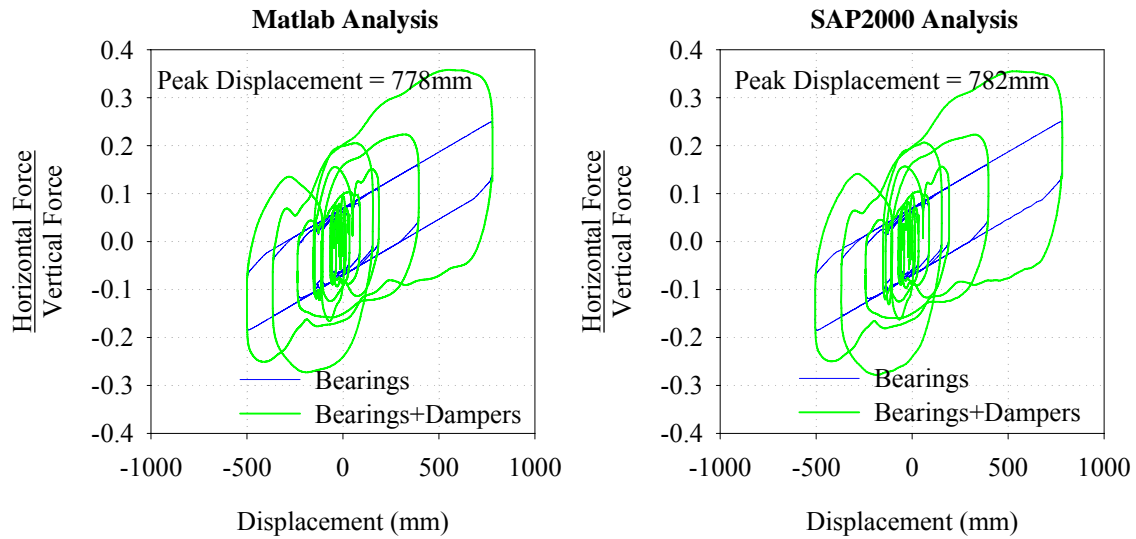 Matlab Analysis
Peak Displacement = 778mm
0.4
0.3
0.2
0.1
0.0
-0.1
-0.2
-0.3
-0.4
Horizontal Force
Vertical Force
Bearings
Bearings+Dampers
-1000 -500 0 500 1000
Displacement (mm)
SAP2000 Analysis
Peak Displacement = 782mm
0.4
0.3
0.2
0.1
0.0
-0.1
-0.2
-0.3
-0.4
Horizontal Force
Vertical Force
Bearings
Bearings+Dampers
-1000 -500 0 500 1000
Displacement (mm)